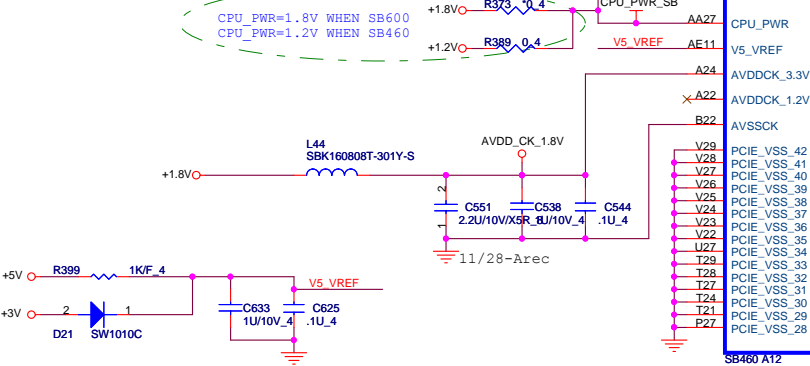 CPU_PWR=1.8V WHEN SB600
CPU_PWR=1.2V WHEN SB460
+1.8V
R373 *0_4
CPU_PWR_SB
+1.2V
R389 0_4
V5_VREF
AA27 CPU_PWR
AE11 V5_VREF
A24 AVDDCK_3.3V
A22 AVDDCK_1.2V
B22 AVSSCK
V29 PCIE_VSS_42
V28 PCIE_VSS_41
V27 PCIE_VSS_40
V26 PCIE_VSS_39
V25 PCIE_VSS_38
V24 PCIE_VSS_37
V23 PCIE_VSS_36
V22 PCIE_VSS_35
U27 PCIE_VSS_34
T29 PCIE_VSS_33
T28 PCIE_VSS_32
T27 PCIE_VSS_31
T24 PCIE_VSS_30
T21 PCIE_VSS_29
P27 PCIE_VSS_28
SB460 A12
L44
SBK160808T-301Y-S
+1.8V
AVDD_CK_1.8V
2
1
C551
2.2U/10V/X5R_8
C538
1U/10V_4
C544
.1U_4
11/28-Arec
+5V
R399
1K/F_4
+3V
2
1
D21
SW1010C
V5_VREF
C633
1U/10V_4
C625
.1U_4